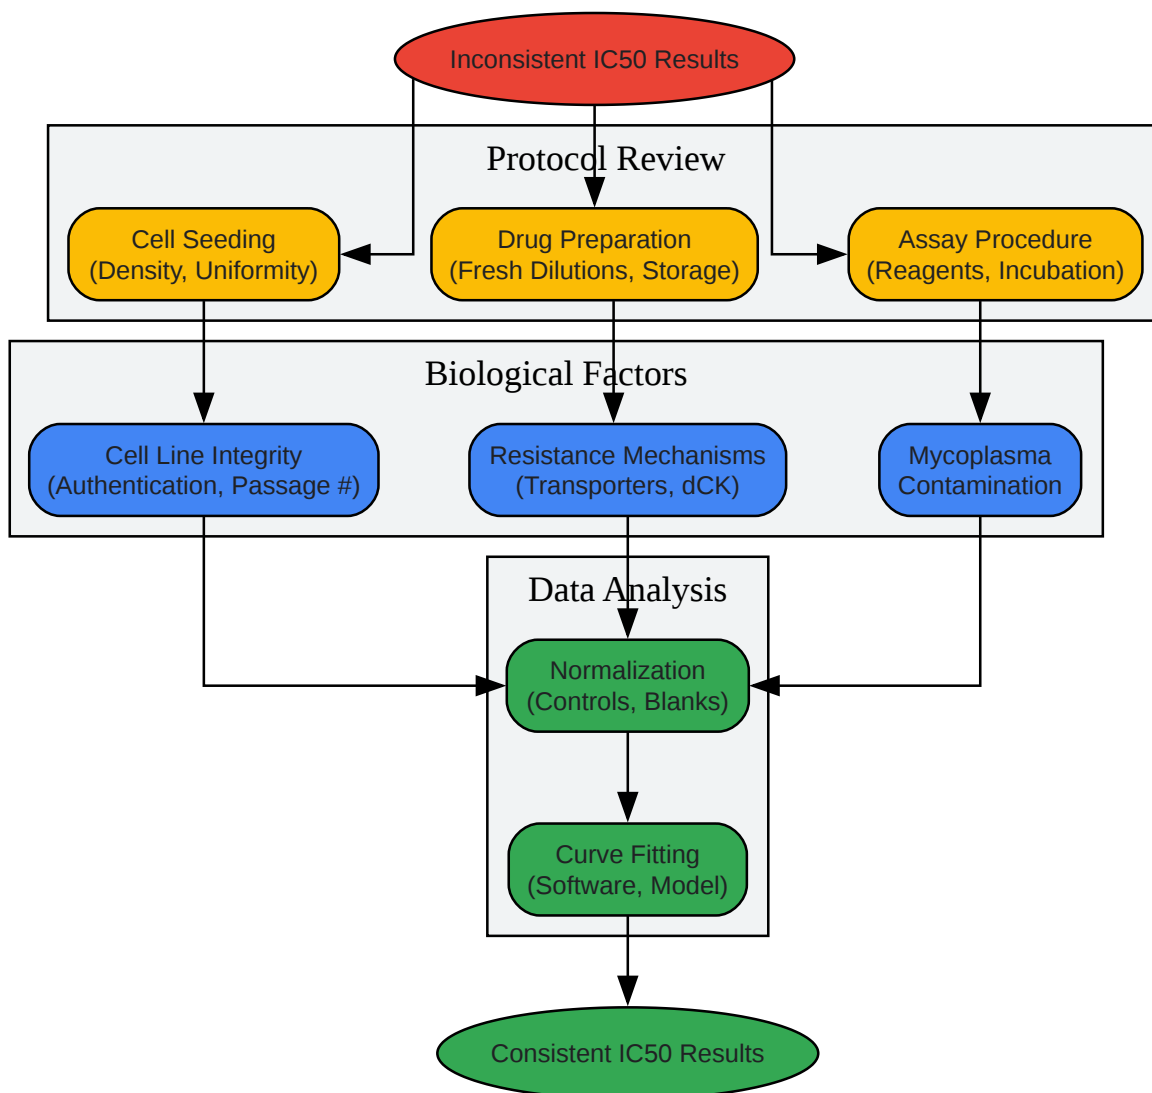 Inconsistent IC50 Results
Protocol Review
Cell Seeding
(Density, Uniformity)
Drug Preparation
(Fresh Dilutions, Storage)
Assay Procedure
(Reagents, Incubation)
Biological Factors
Cell Line Integrity
(Authentication, Passage #)
Resistance Mechanisms
(Transporters, dCK)
Mycoplasma
Contamination
Data Analysis
Normalization
(Controls, Blanks)
Curve Fitting
(Software, Model)
Consistent IC50 Results